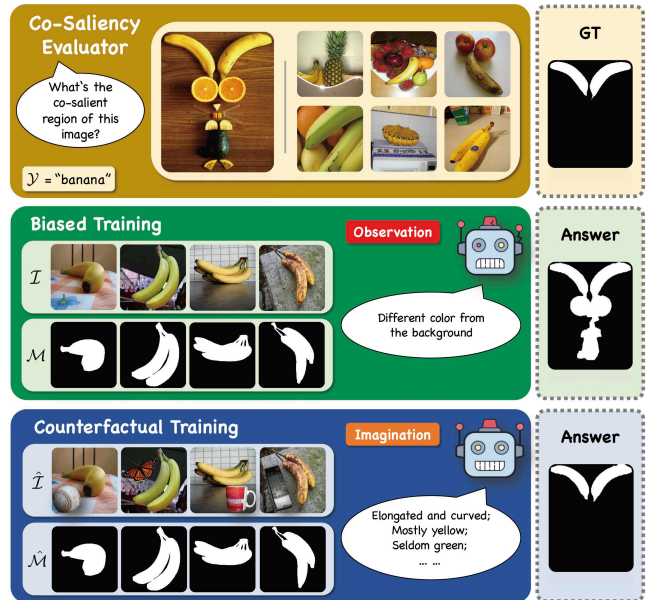 Co-Saliency
Evaluator
What's the
co-salient
region of this
image?
𝒴 = "banana"
GT
Biased Training
Observation
ℐ
ℳ
Different color from
the background
Answer
Counterfactual Training
Imagination
ℐ̂
ℳ̂
Elongated and curved;
Mostly yellow;
Seldom green;
... ...
Answer